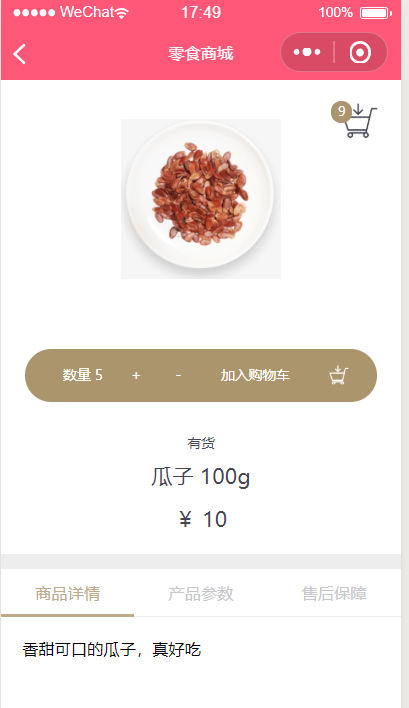 WeChat 17:49 100%
零食商城
9
数量 5 + - 加入购物车
有货
瓜子 100g
¥ 10
商品详情 产品参数 售后保障
香甜可口的瓜子，真好吃